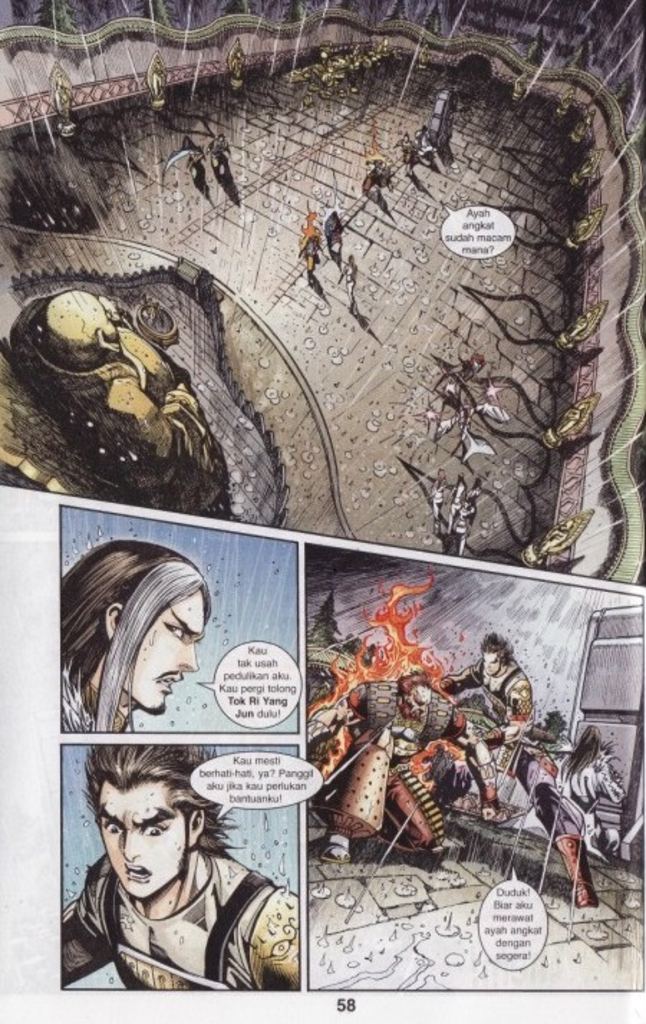 Ayah
angkat
sudah macam
mana?
Kau
tak usah
pedulikan aku.
Kau pergi tolong
Tok Ri Yang
Jun dulu!
Kau mesti
berhati-hati, ya? Panggil
aku jika kau perlukan
bantuanku!
Duduk!
Biar aku
merawat
ayah angkat
dengan
segera!
58